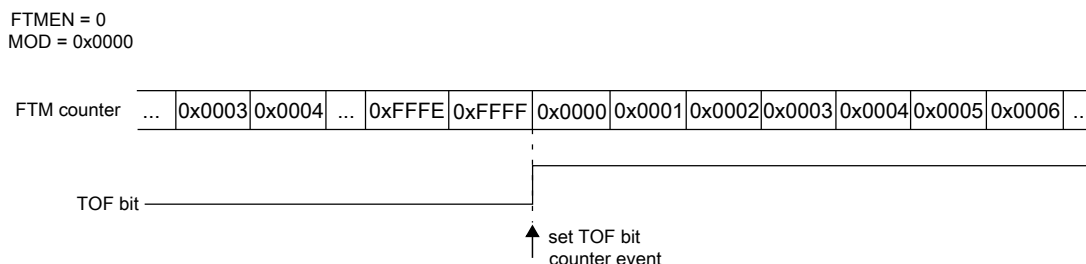 FTMEN = 0
MOD = 0x0000
FTM counter ... 0x0003 0x0004 ... 0xFFFE 0xFFFF 0x0000 0x0001 0x0002 0x0003 0x0004 0x0005 0x0006 ...
TOF bit
set TOF bit
counter event